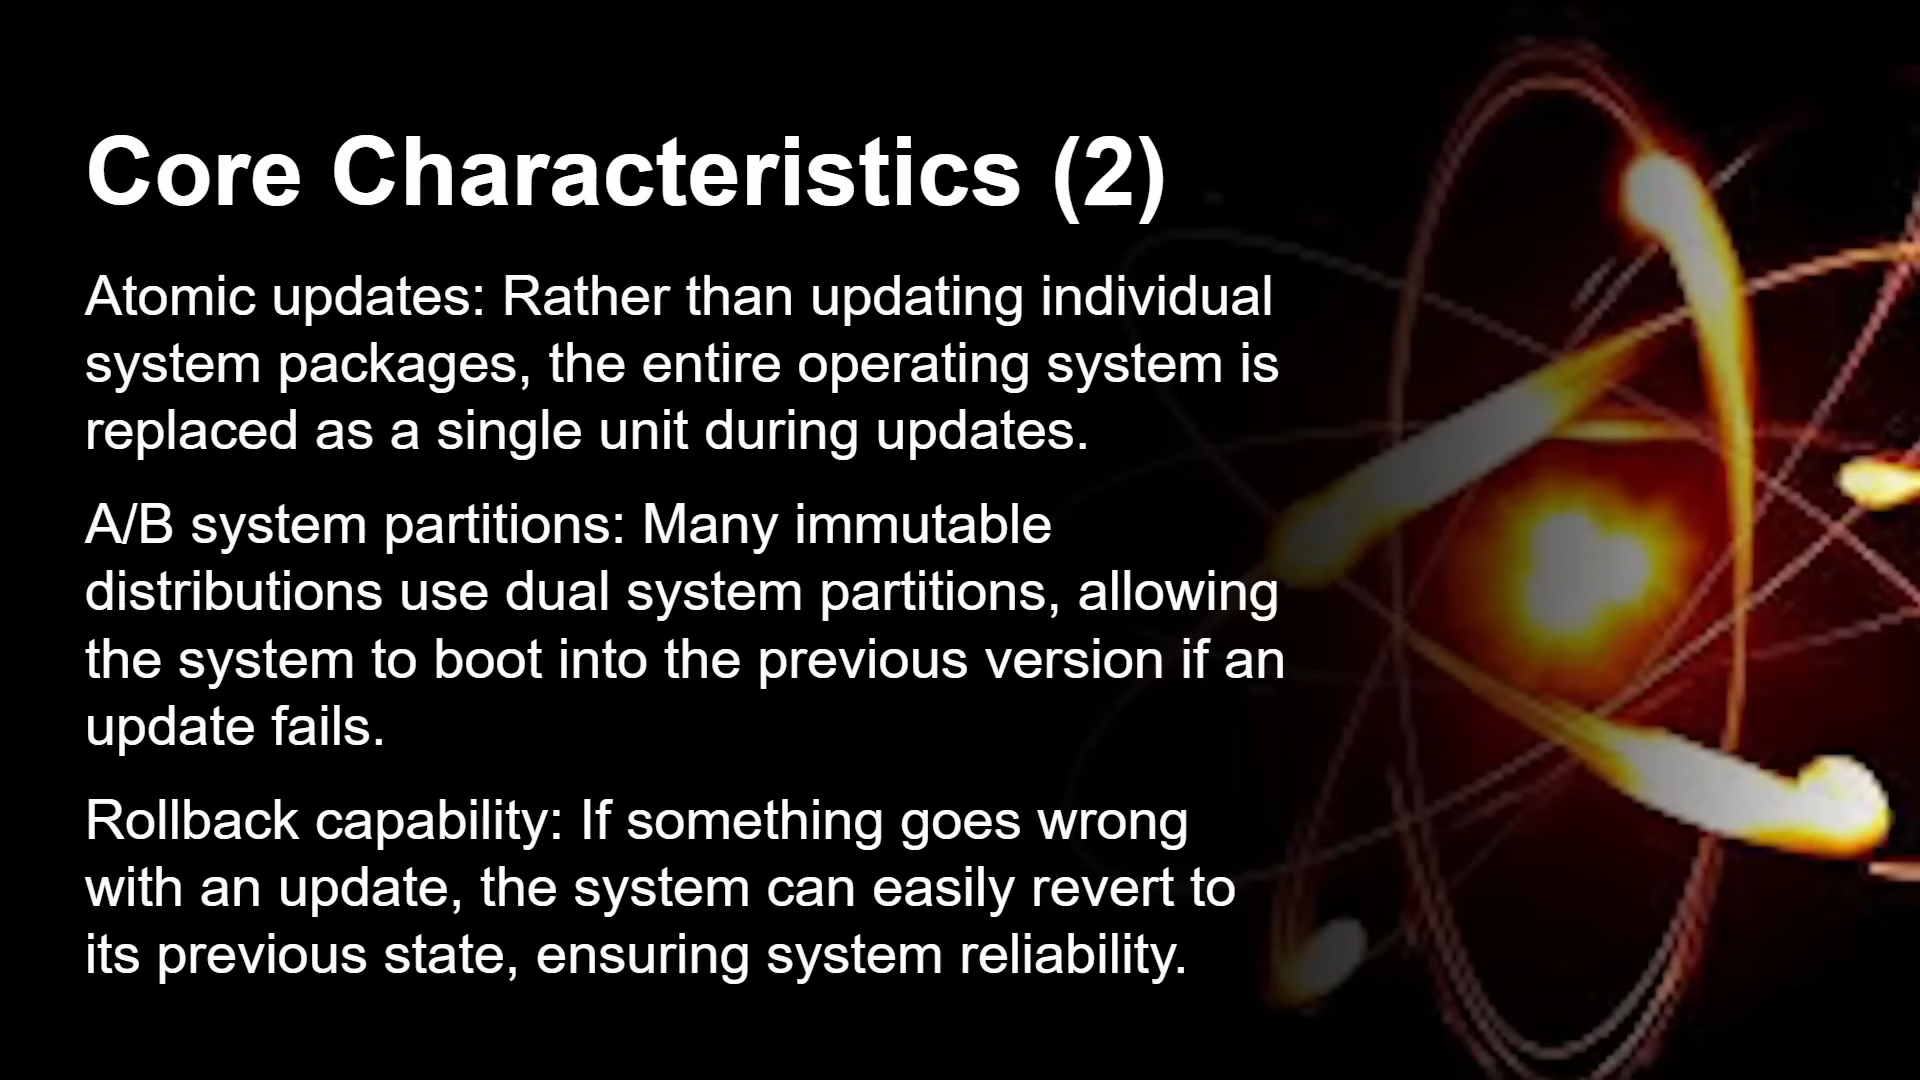 Core Characteristics (2)
Atomic updates: Rather than updating individual
system packages, the entire operating system is
replaced as a single unit during updates.
A/B system partitions: Many immutable
distributions use dual system partitions, allowing
the system to boot into the previous version if an
update fails.
Rollback capability: If something goes wrong
with an update, the system can easily revert to
its previous state, ensuring system reliability.